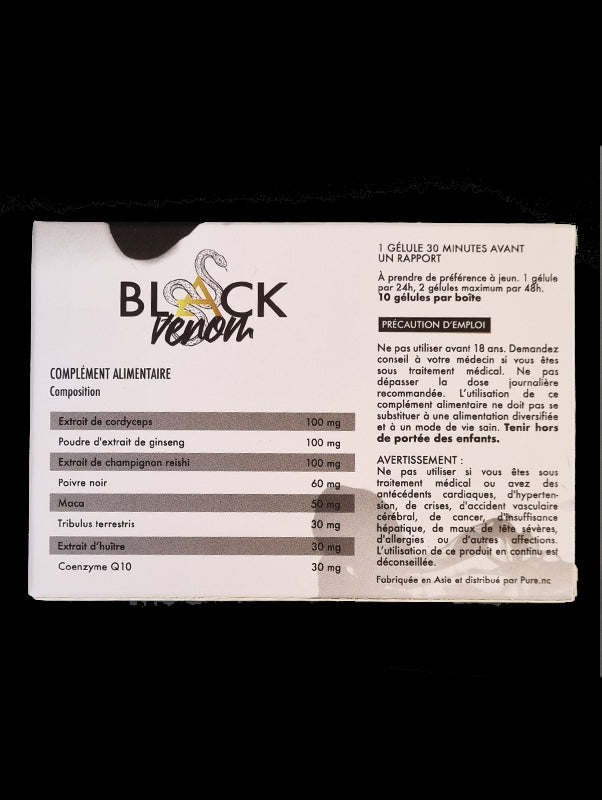 BLACK
Venom
COMPLÉMENT ALIMENTAIRE
Composition
Extrait de cordyceps 100 mg
Poudre d'extrait de ginseng 100 mg
Extrait de champignon reishi 100 mg
Poivre noir 60 mg
Maca 50 mg
Tribulus terrestris 30 mg
Extrait d'huître 30 mg
Coenzyme Q10 30 mg
1 GÉLULE 30 MINUTES AVANT
UN RAPPORT
À prendre de préférence à jeun. 1 gélule
par 24h, 2 gélules maximum par 48h.
10 gélules par boîte
PRÉCAUTION D'EMPLOI
Ne pas utiliser avant 18 ans. Demandez
conseil à votre médecin si vous êtes
sous traitement médical. Ne pas
dépasser la dose journalière
recommandée. L'utilisation de ce
complément alimentaire ne doit pas se
substituer à une alimentation diversifiée
et à un mode de vie sain. Tenir hors
de portée des enfants.
AVERTISSEMENT :
Ne pas utiliser si vous êtes sous
traitement médical ou avez des
antécédents cardiaques, d'hyperten-
sion, de crises, d'accident vasculaire
cérébral, de cancer, d'insuffisance
hépatique, de maux de tête sévères,
d'allergies ou d'autres affections.
L'utilisation de ce produit en continu est
déconseillée.
Fabriquée en Asie et distribué par Pure.nc